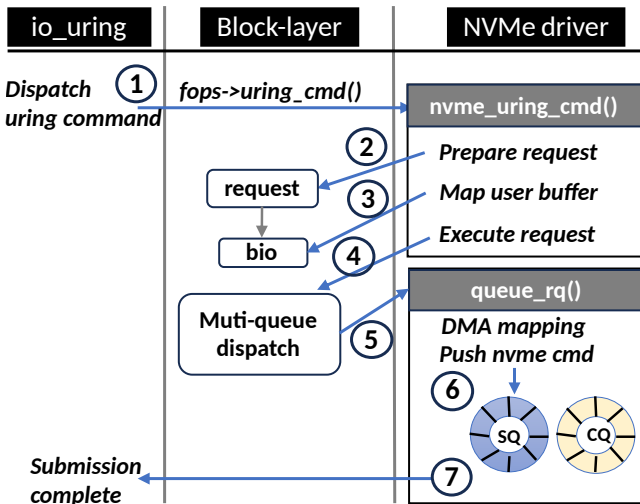 io_uring
Block-layer
NVMe driver
1
Dispatch
uring command
fops->uring_cmd()
nvme_uring_cmd()
2
Prepare request
request
3
Map user buffer
bio
4
Execute request
queue_rq()
Muti-queue
dispatch
5
DMA mapping
Push nvme cmd
6
SQ
CQ
7
Submission
complete